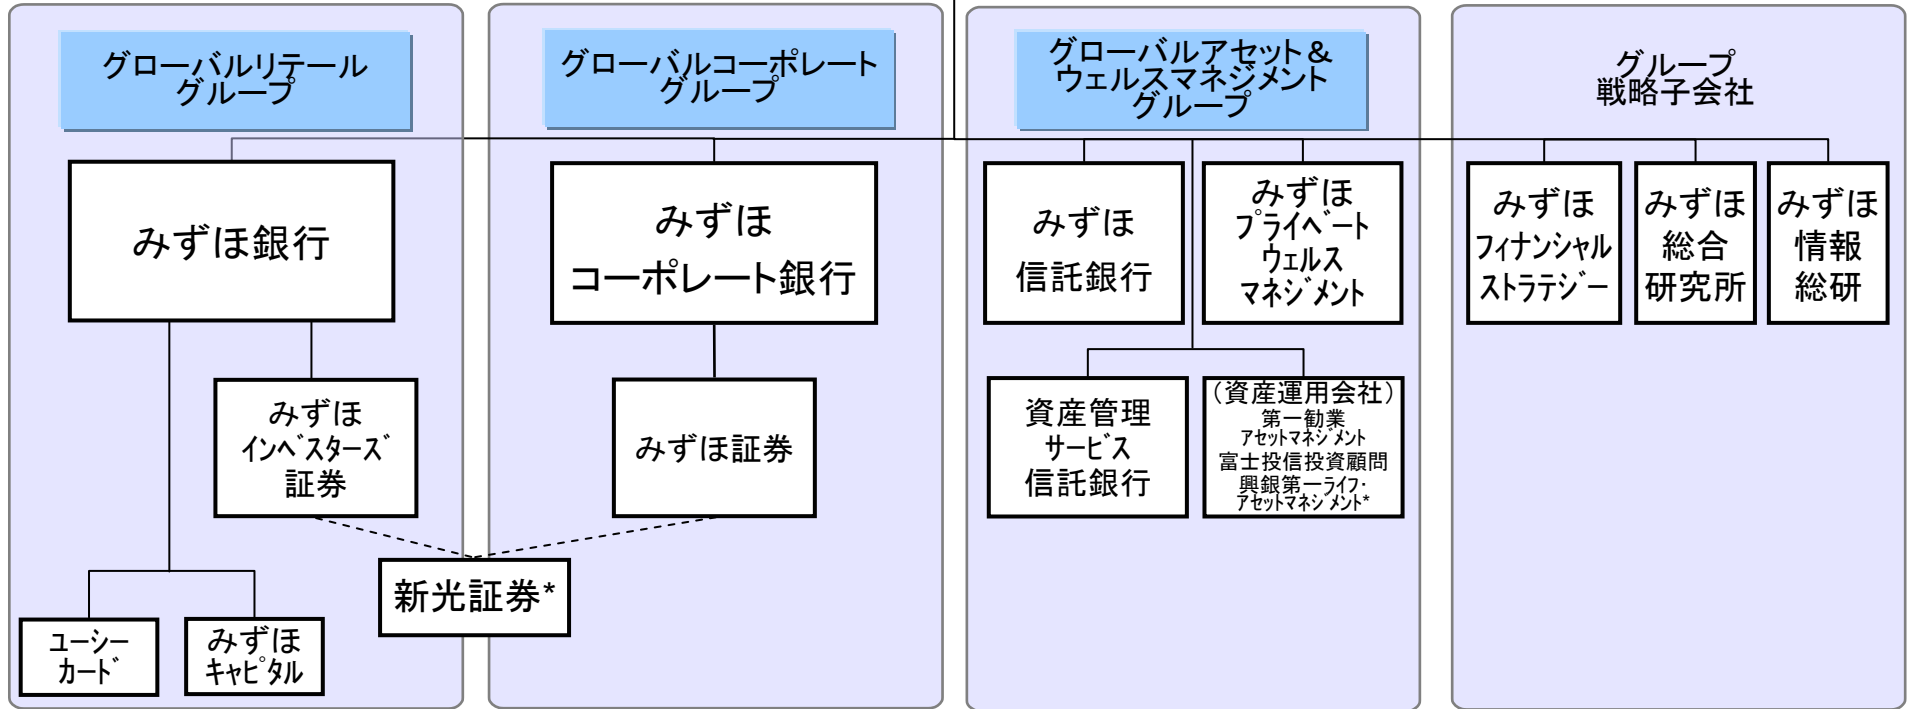 グローバルリテール
グループ
グローバルコーポレート
グループ
グローバルアセット＆
ウェルスマネジメント
グループ
グループ
戦略子会社
みずほ銀行
みずほ
コーポレート銀行
みずほ
信託銀行
みずほ
プライベート
ウェルス
マネジメント
みずほ
フィナンシャル
ストラテジー
みずほ
総合
研究所
みずほ
情報
総研
みずほ
インベスターズ
証券
みずほ証券
資産管理
サービス
信託銀行
（資産運用会社）
第一勧業
アセットマネジメント
富士投信投資顧問
興銀第一ライフ・
アセットマネジメント*
新光証券*
ユーシー
カード
みずほ
キャピタル